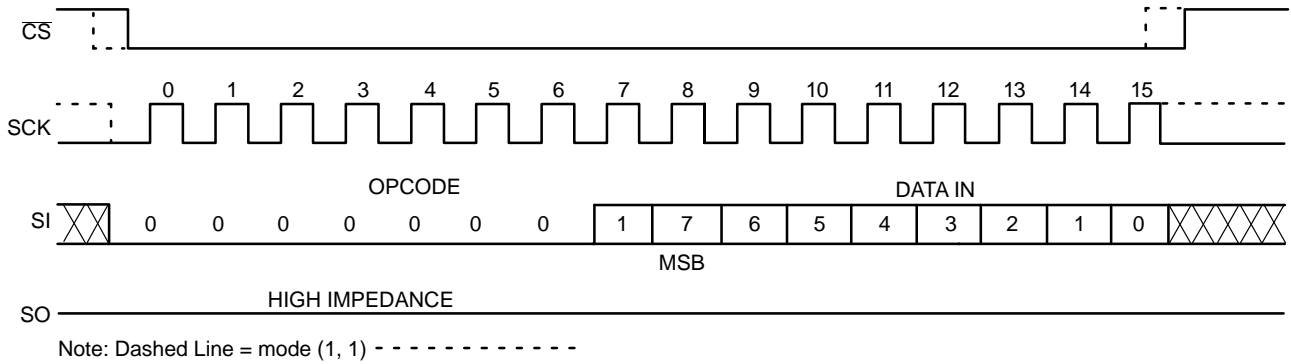 CS
0 1 2 3 4 5 6 7 8 9 10 11 12 13 14 15
SCK
OPCODE DATA IN
SI 0 0 0 0 0 0 0 1 7 6 5 4 3 2 1 0
MSB
HIGH IMPEDANCE
SO
Note: Dashed Line = mode (1, 1)